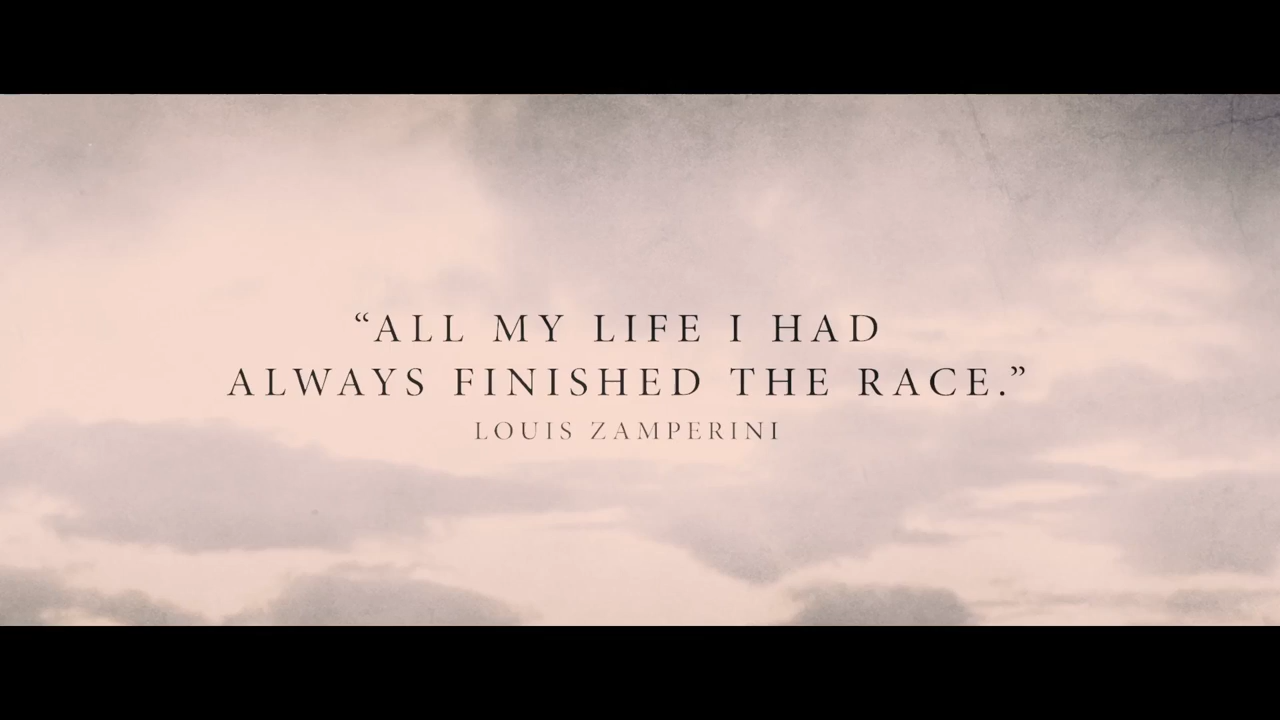 “ALL MY LIFE I HAD
ALWAYS FINISHED THE RACE.”
LOUIS ZAMPERINI